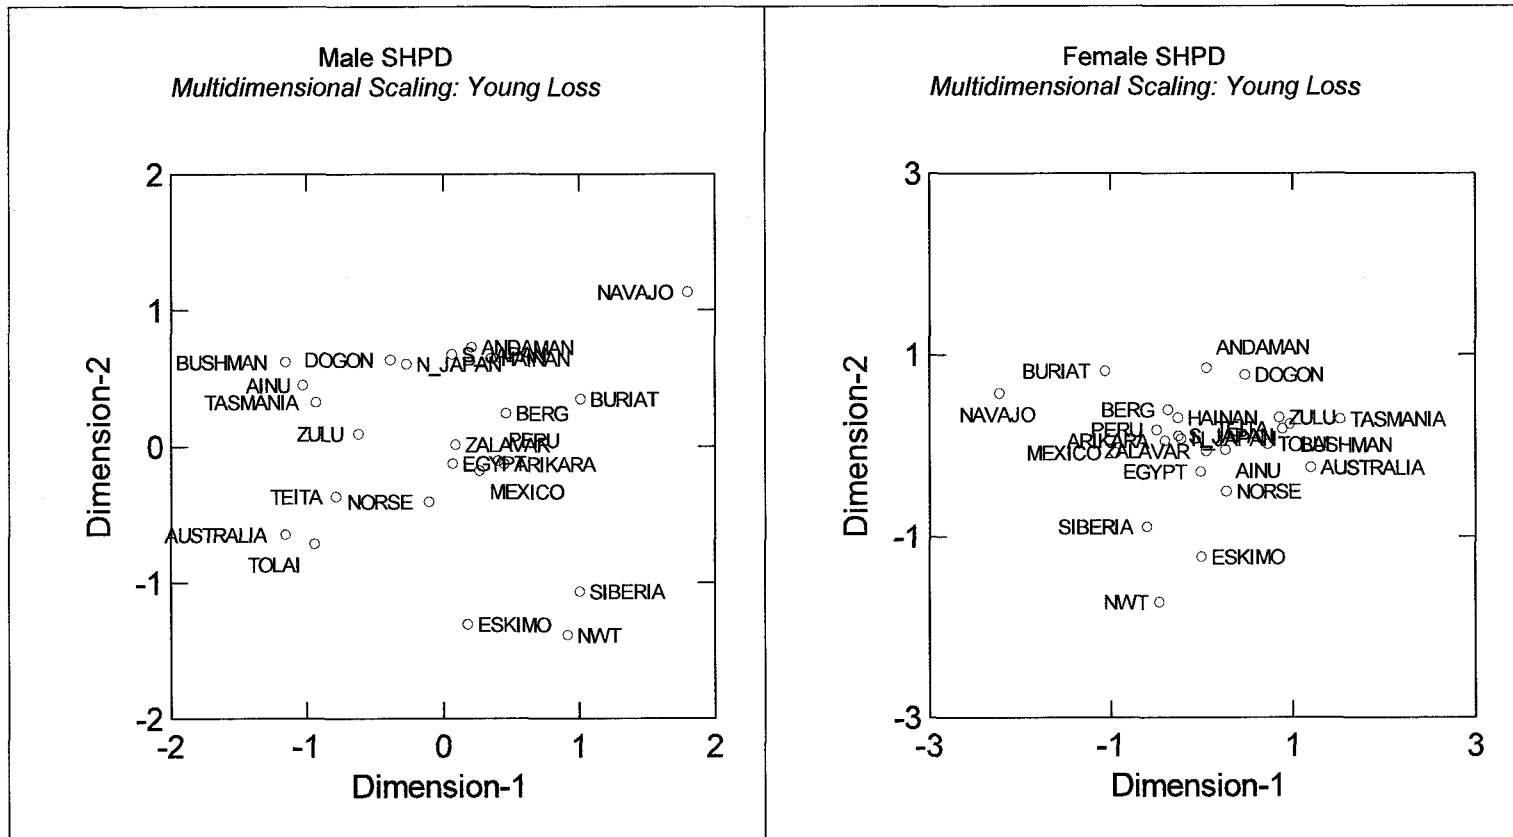 Male SHPD
Multidimensional Scaling: Young Loss
2
NAVAJO
1
ANDAMAN
BUSHMAN
DOGON
N_JAPAN
HAINAN
AINU
TASMANIA
BURIAT
BERG
ZULU
PERU
0
ZALAVAR
EGYPT
ARIKARA
MEXICO
TEITA
NORSE
AUSTRALIA
TOLAI
-1
SIBERIA
ESKIMO
NWT
-2
-2 -1 0 1 2
Dimension-1
Dimension-2
Female SHPD
Multidimensional Scaling: Young Loss
3
ANDAMAN
1
BURIAT
DOGON
NAVAJO
BERG
HAINAN
ZULU
TASMANIA
PERU
ARIKARA
BUSHMAN
MEXICO
ZALAVAR
EGYPT
AINU
AUSTRALIA
NORSE
SIBERIA
-1
ESKIMO
NWT
-3
-3 -1 1 3
Dimension-1
Dimension-2